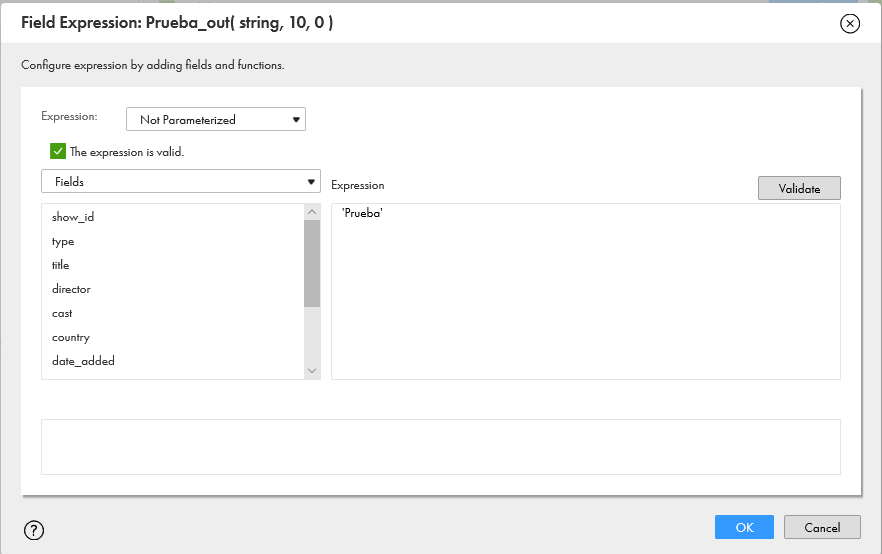 Field Expression: Prueba_out( string, 10, 0 )
Configure expression by adding fields and functions.
Expression:
Not Parameterized
The expression is valid.
Fields
Expression
Validate
show_id
type
title
director
cast
country
date_added
'Prueba'
?
OK
Cancel